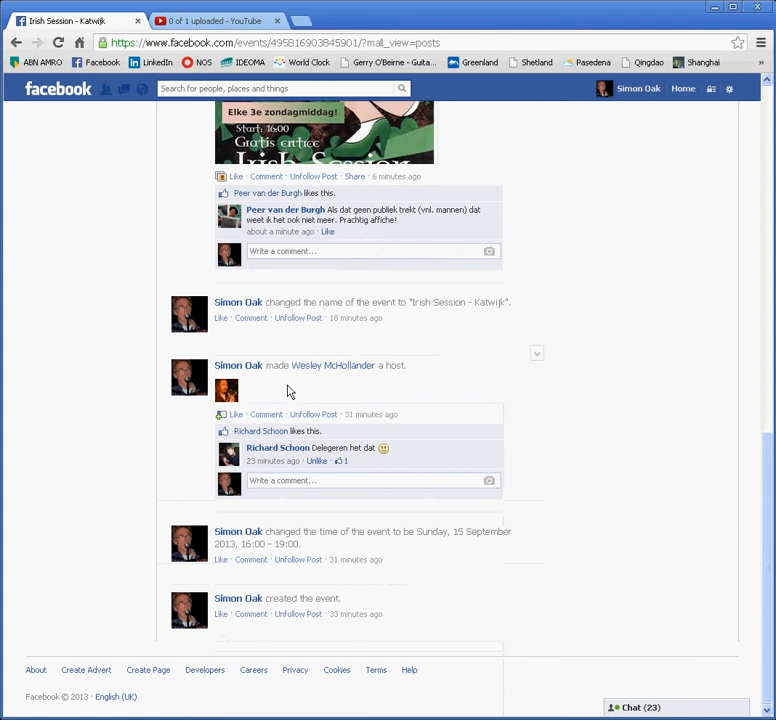 Irish Session - Katwijk
0 of 1 uploaded - YouTube
https://www.facebook.com/events/495816903845901/?mall_view=posts
ABN AMRO Facebook LinkedIn NOS IDEOMA World Clock Gerry O'Beirne - Guita... Greenland Shetland Pasedena Qingdao Shanghai »
facebook Search for people, places and things Simon Oak Home
Elke 3e zondagmiddag!
Start: 16:00
Gratis entree
Irish Session
Like · Comment · Unfollow Post · Share · 6 minutes ago
Peer van der Burgh likes this.
Peer van der Burgh Als dat geen publiek trekt (vnl. mannen) dat
weet ik het ook niet meer. Prachtig affiche!
about a minute ago · Like
Write a comment...
Simon Oak changed the name of the event to "Irish Session - Katwijk".
Like · Comment · Unfollow Post · 18 minutes ago
Simon Oak made Wesley McHollander a host.
Like · Comment · Unfollow Post · 31 minutes ago
Richard Schoon likes this.
Richard Schoon Delegeren het dat
23 minutes ago · Unlike · 1
Write a comment...
Simon Oak changed the time of the event to be Sunday, 15 September
2013, 16:00 - 19:00.
Like · Comment · Unfollow Post · 31 minutes ago
Simon Oak created the event.
Like · Comment · Unfollow Post · 33 minutes ago
About Create Advert Create Page Developers Careers Privacy Cookies Terms Help
Facebook © 2013 · English (UK)
Chat (23)